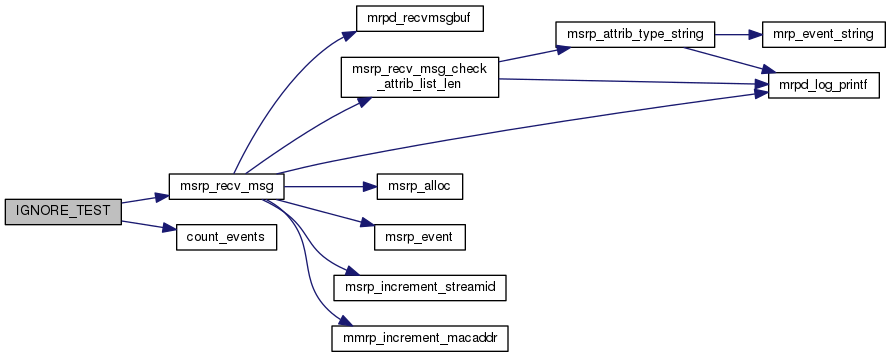 mrpd_recvmsgbuf
msrp_attrib_type_string
mrp_event_string
msrp_recv_msg_check
_attrib_list_len
mrpd_log_printf
msrp_recv_msg
msrp_alloc
IGNORE_TEST
count_events
msrp_event
msrp_increment_streamid
mmrp_increment_macaddr